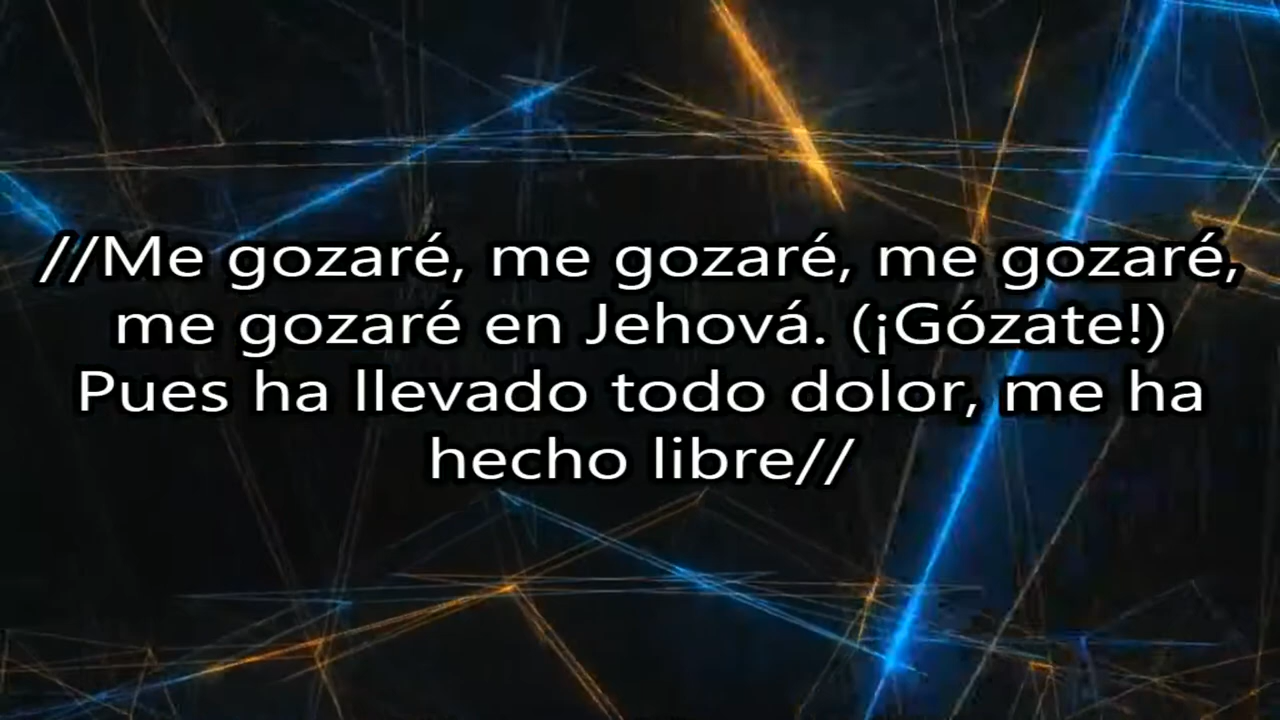 //Me gozaré, me gozaré, me gozaré,
me gozaré en Jehová. (¡Gózate!)
Pues ha llevado todo dolor, me ha
hecho libre//